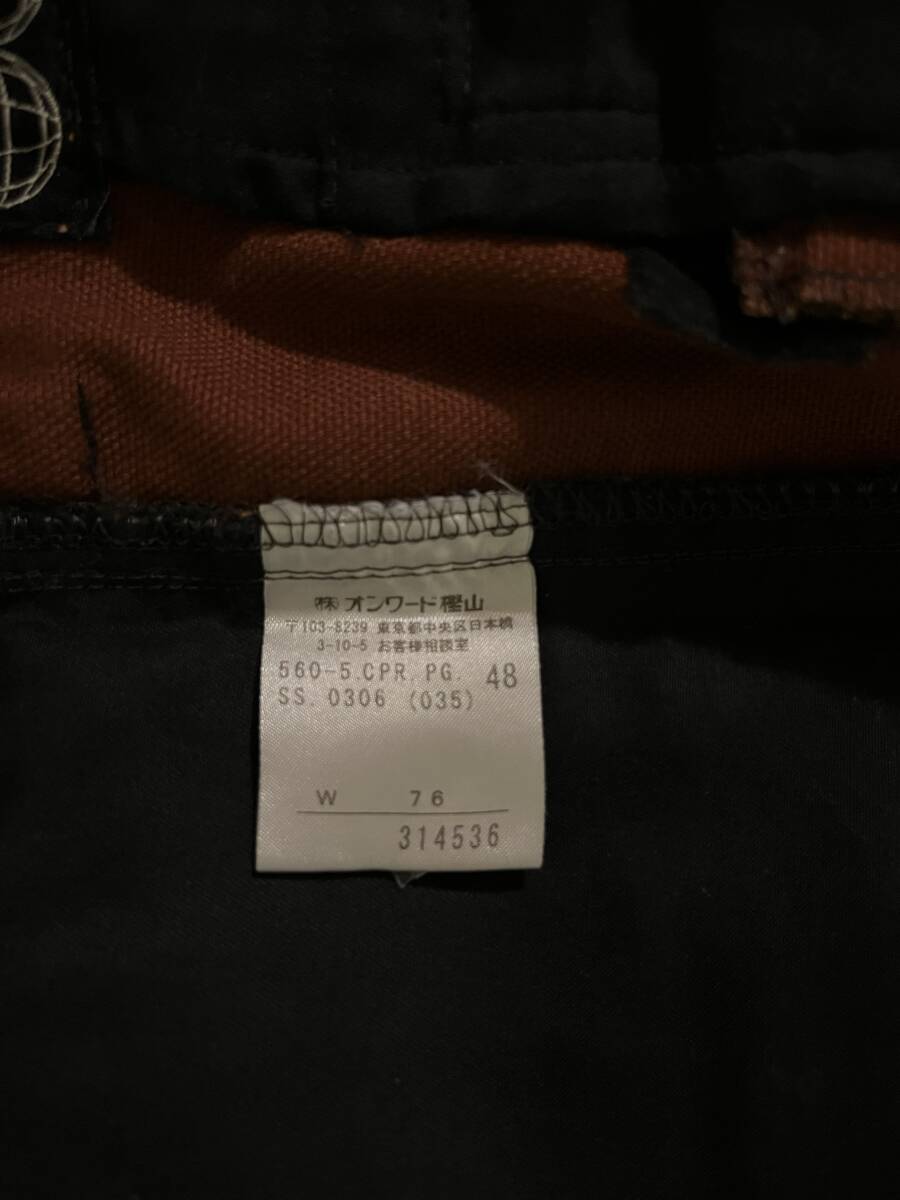 ㈱オンワード樫山
〒103-8239 東京都中央区日本橋
3-10-5 お客様相談室
560-5.CPR.PG. 48
SS. 0306 (035)
W 76
314536